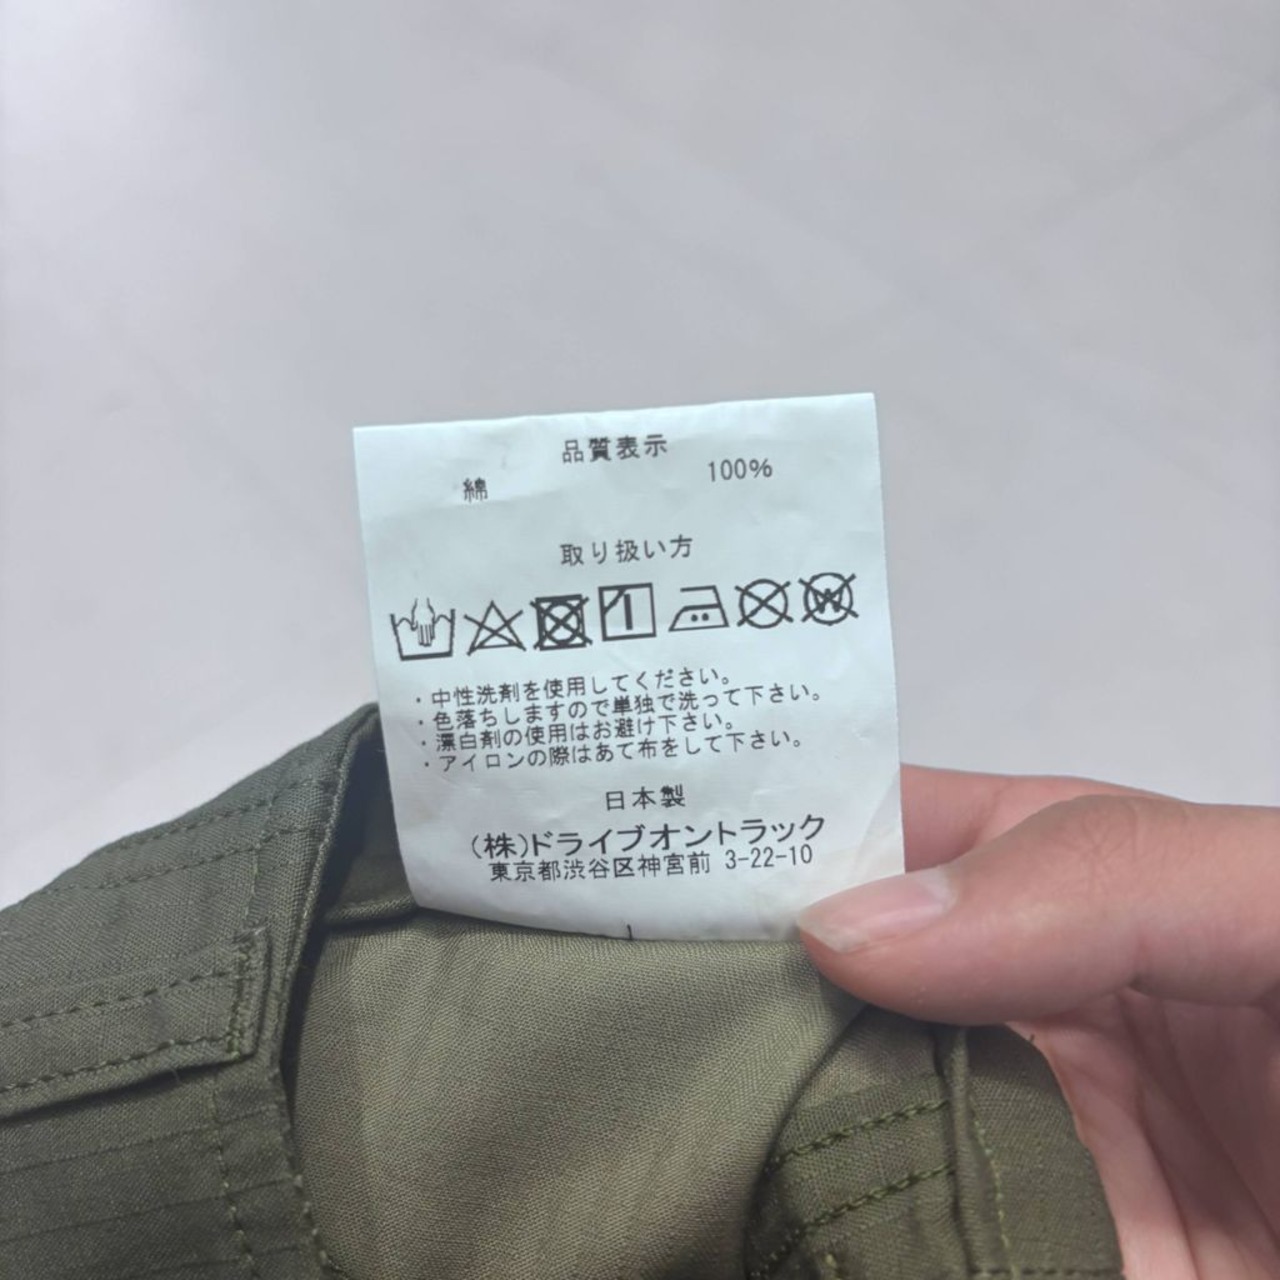 品質表示
綿 100%
取り扱い方
W
・中性洗剤を使用してください。
・色落ちしますので単独で洗って下さい。
・漂白剤の使用はお避け下さい。
・アイロンの際はあて布をして下さい。
日本製
(株)ドライブオントラック
東京都渋谷区神宮前 3-22-10